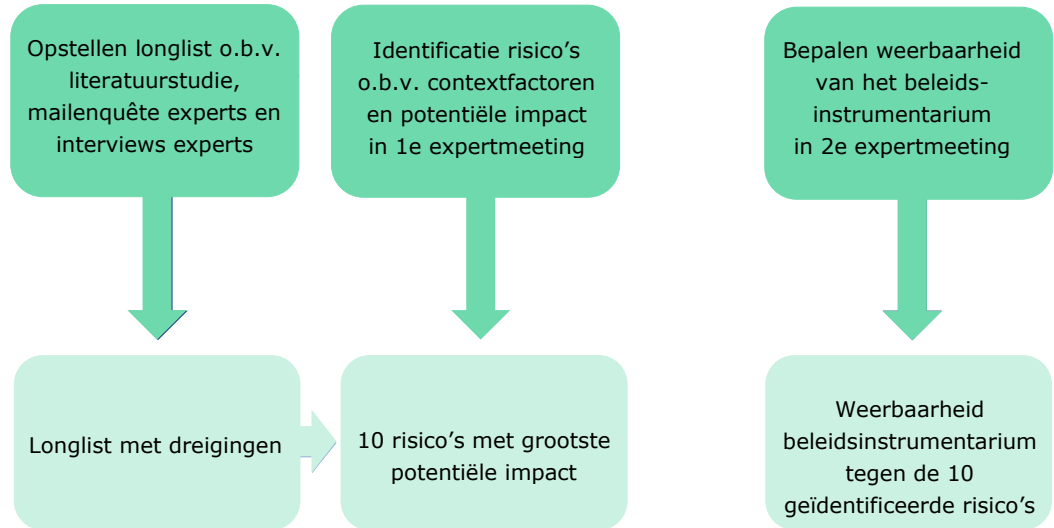 Opstellen longlist o.b.v.
literatuurstudie,
mailenquête experts en
interviews experts
Identificatie risico's
o.b.v. contextfactoren
en potentiële impact
in 1e expertmeeting
Bepalen weerbaarheid
van het beleids-
instrumentarium
in 2e expertmeeting
Longlist met dreigingen
10 risico's met grootste
potentiële impact
Weerbaarheid
beleidsinstrumentarium
tegen de 10
geïdentificeerde risico's